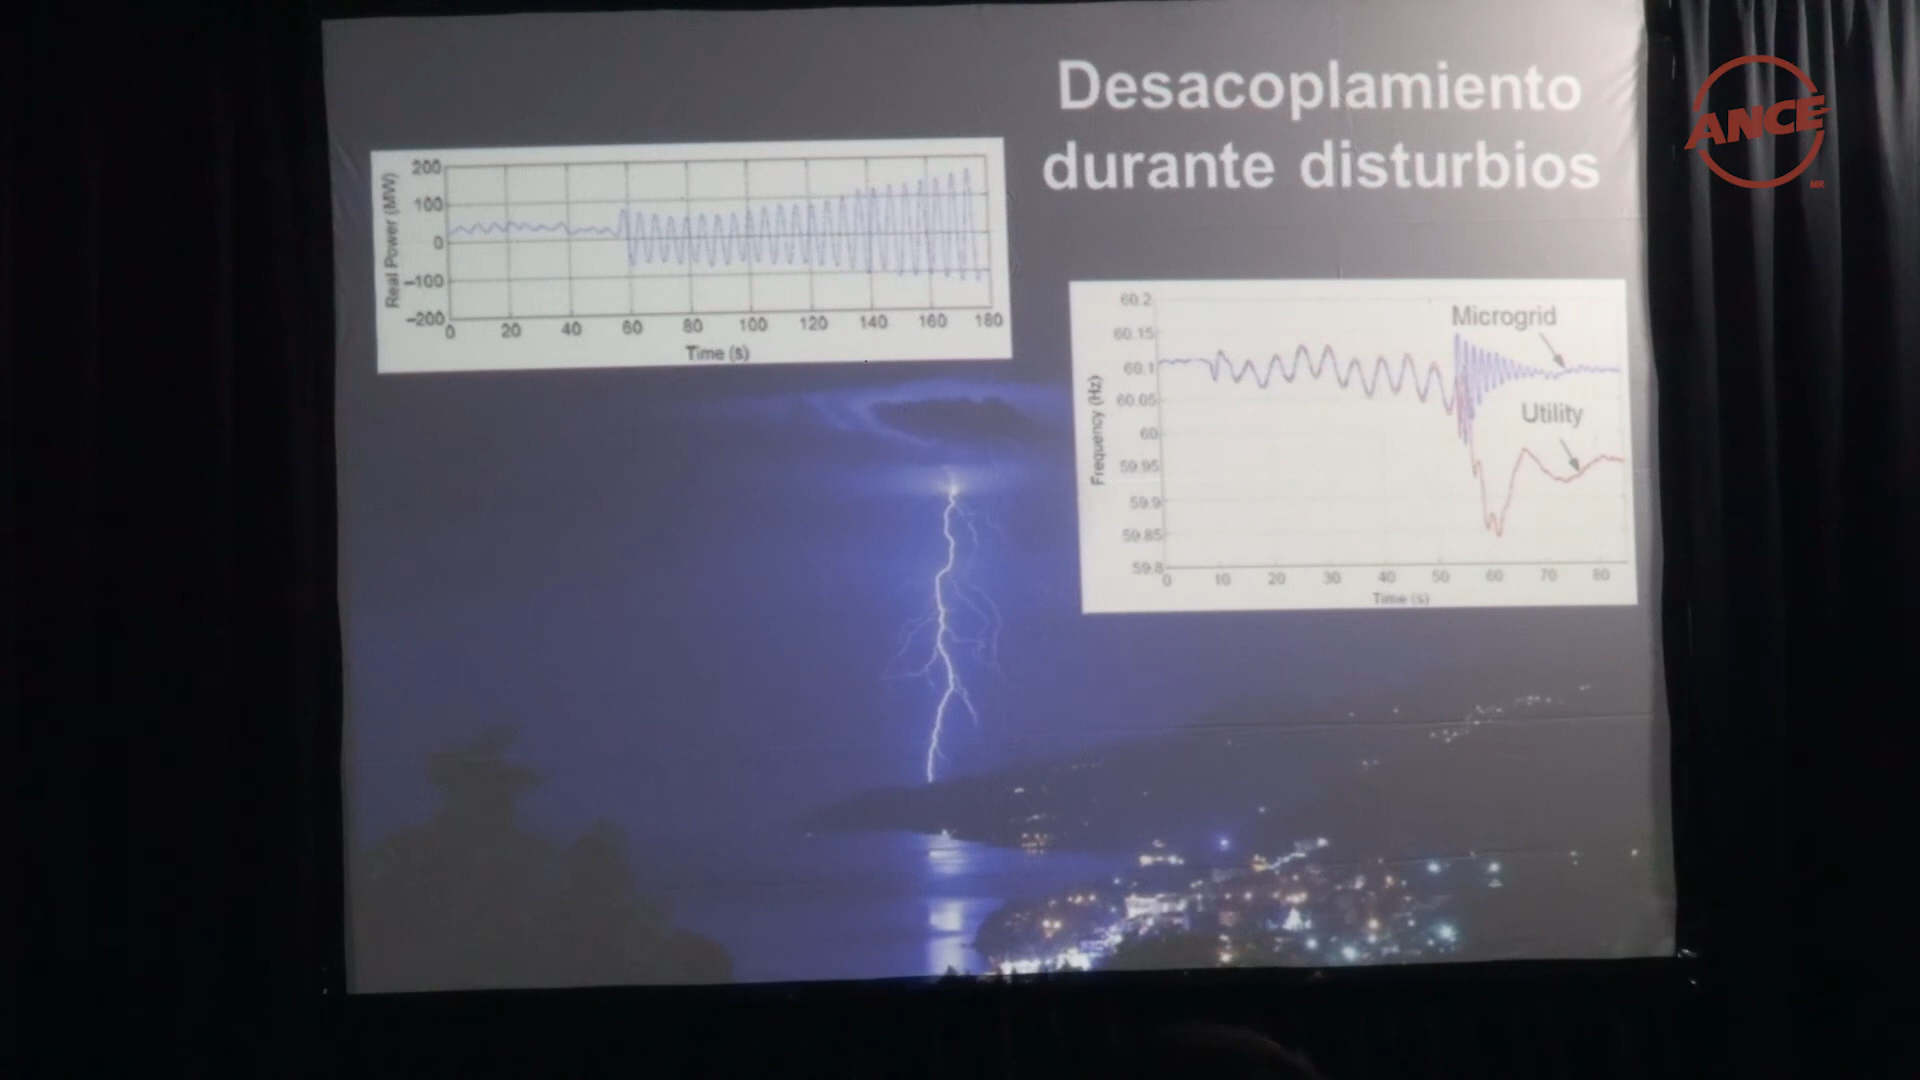 Desacoplamiento
durante disturbios
ANCE
MR
200
100
0
-100
-200
Real Power (MW)
0 20 40 60 80 100 120 140 160 180
Time (s)
60.2
60.15
60.1
60.05
60
59.95
59.9
59.85
59.8
Frequency (Hz)
Microgrid
Utility
0 10 20 30 40 50 60 70 80
Time (s)